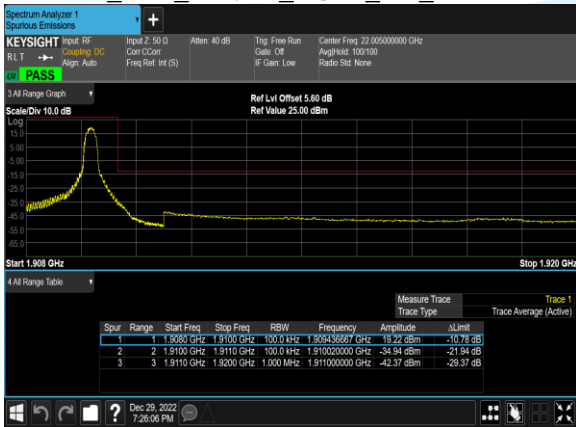 Spectrum Analyzer 1
Spurious Emissions
KEYSIGHT Input: RF Input Z: 50 Ω Atten: 40 dB Trig: Free Run Center Freq: 22.005000000 GHz
RLT Coupling: DC Corr CCorr Gate: Off Avg|Hold: 100/100
Align: Auto Freq Ref: Int (S) IF Gain: Low Radio Std: None
PASS
3 All Range Graph
Ref Lvl Offset 5.60 dB
Scale/Div 10.0 dB Ref Value 25.00 dBm
Log
15.0
5.00
-5.00
-15.0
-25.0
-35.0
-45.0
-55.0
-65.0
Start 1.908 GHz Stop 1.920 GHz
4 All Range Table
Measure Trace Trace 1
Trace Type Trace Average (Active)
Spur Range Start Freq Stop Freq RBW Frequency Amplitude ΔLimit
1 1 1.9080 GHz 1.9100 GHz 100.0 kHz 1.909436667 GHz 19.22 dBm -10.78 dB
2 2 1.9100 GHz 1.9110 GHz 100.0 kHz 1.910020000 GHz -34.94 dBm -21.94 dB
3 3 1.9110 GHz 1.9200 GHz 1.000 MHz 1.911000000 GHz -42.37 dBm -29.37 dB
? Dec 29, 2022
7:26:06 PM